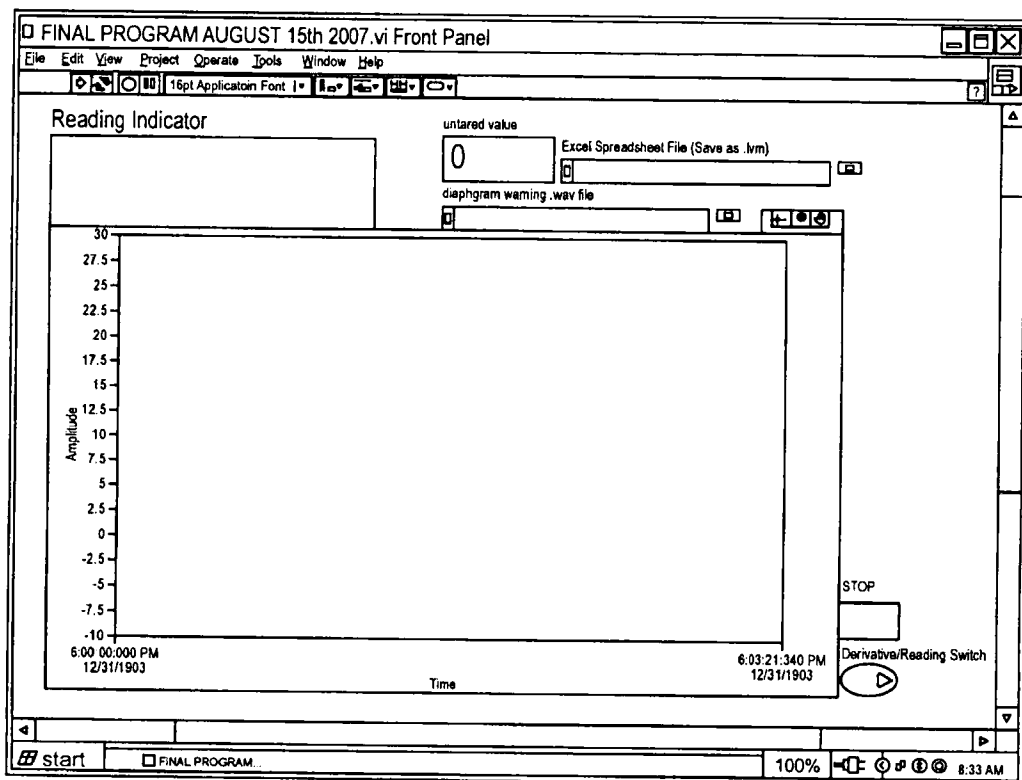 FINAL PROGRAM AUGUST 15th 2007.vi Front Panel
File Edit View Project Operate Tools Window Help
16pt Applicatoin Font
?
Reading Indicator
untared value
0
Excel Spreadsheet File (Save as .lvm)
diaphgram warning .wav file
30
27.5
25
22.5
20
17.5
15
12.5
10
7.5
5
2.5
0
-2.5
-5
-7.5
-10
Amplitude
6:00 00:000 PM
12/31/1903
6:03:21:340 PM
12/31/1903
Time
STOP
Derivative/Reading Switch
start
FINAL PROGRAM...
100%
8:33 AM